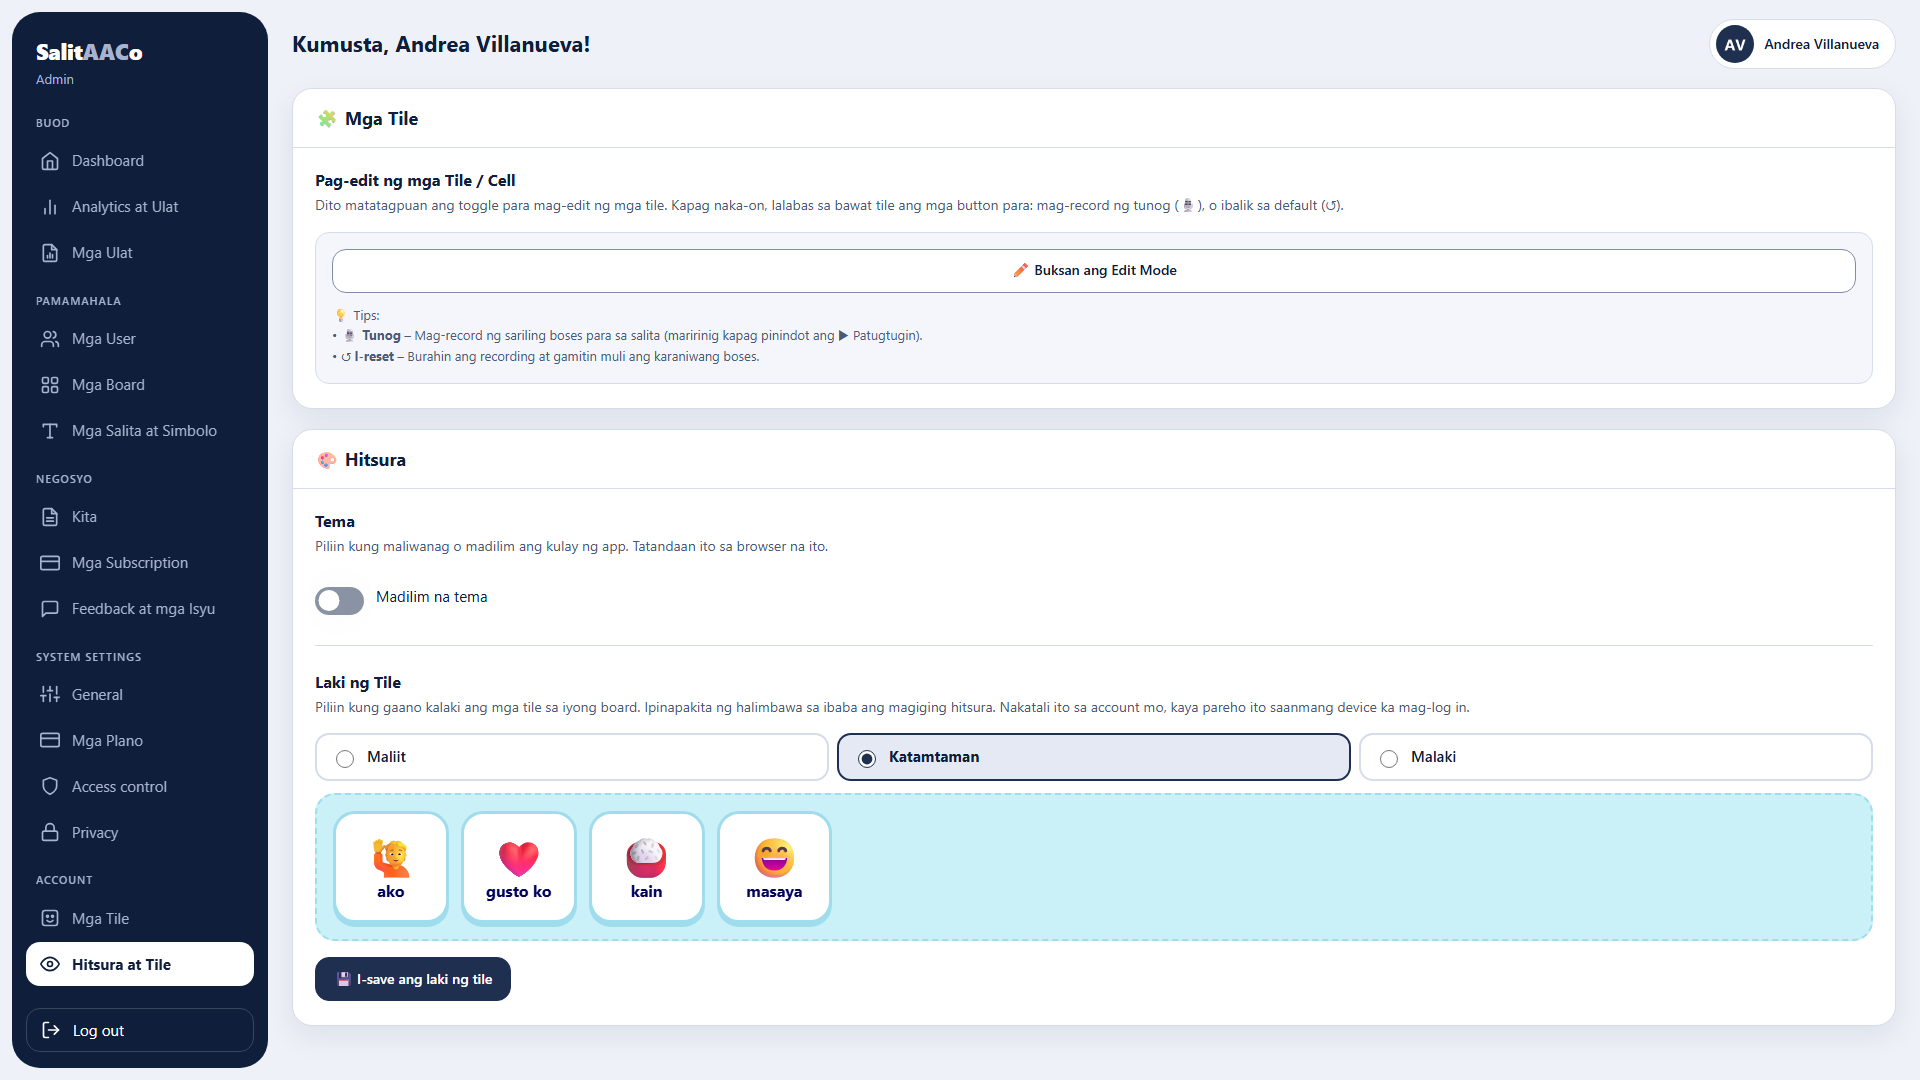 SalitAACo
Admin
BUOD
Dashboard
Analytics at Ulat
Mga Ulat
PAMAMAHALA
Mga User
Mga Board
Mga Salita at Simbolo
NEGOSYO
Kita
Mga Subscription
Feedback at mga Isyu
SYSTEM SETTINGS
General
Mga Plano
Access control
Privacy
ACCOUNT
Mga Tile
Hitsura at Tile
Log out
Kumusta, Andrea Villanueva!
AV Andrea Villanueva
Mga Tile
Pag-edit ng mga Tile / Cell
Dito matatagpuan ang toggle para mag-edit ng mga tile. Kapag naka-on, lalabas sa bawat tile ang mga button para: mag-record ng tunog (🎙️), o ibalik sa default (↺).
✏️ Buksan ang Edit Mode
💡 Tips:
• 🎙️ Tunog – Mag-record ng sariling boses para sa salita (maririnig kapag pinindot ang ▶ Patugtugin).
• ↺ I-reset – Burahin ang recording at gamitin muli ang karaniwang boses.
Hitsura
Tema
Piliin kung maliwanag o madilim ang kulay ng app. Tatandaan ito sa browser na ito.
Madilim na tema
Laki ng Tile
Piliin kung gaano kalaki ang mga tile sa iyong board. Ipinapakita ng halimbawa sa ibaba ang magiging hitsura. Nakatali ito sa account mo, kaya pareho ito saanmang device ka mag-log in.
Maliit
Katamtaman
Malaki
ako
gusto ko
kain
masaya
💾 I-save ang laki ng tile